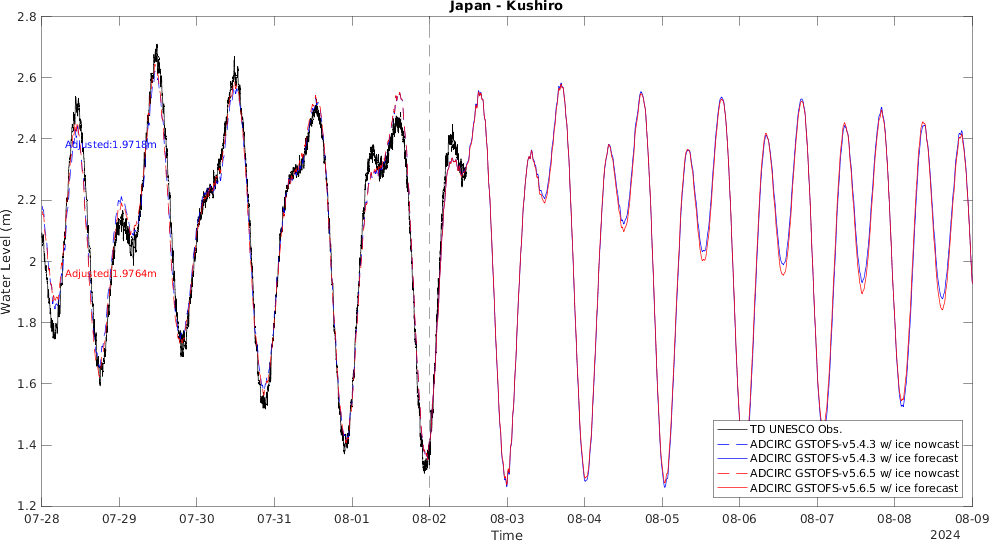 Japan - Kushiro
2.8
2.6
2.4
2.2
2
1.8
1.6
1.4
1.2
Water Level (m)
Adjusted:1.9718m
Adjusted:1.9764m
TD UNESCO Obs.
ADCIRC GSTOFS-v5.4.3 w/ ice nowcast
ADCIRC GSTOFS-v5.4.3 w/ ice forecast
ADCIRC GSTOFS-v5.6.5 w/ ice nowcast
ADCIRC GSTOFS-v5.6.5 w/ ice forecast
07-28 07-29 07-30 07-31 08-01 08-02 08-03 08-04 08-05 08-06 08-07 08-08 08-09
Time
2024